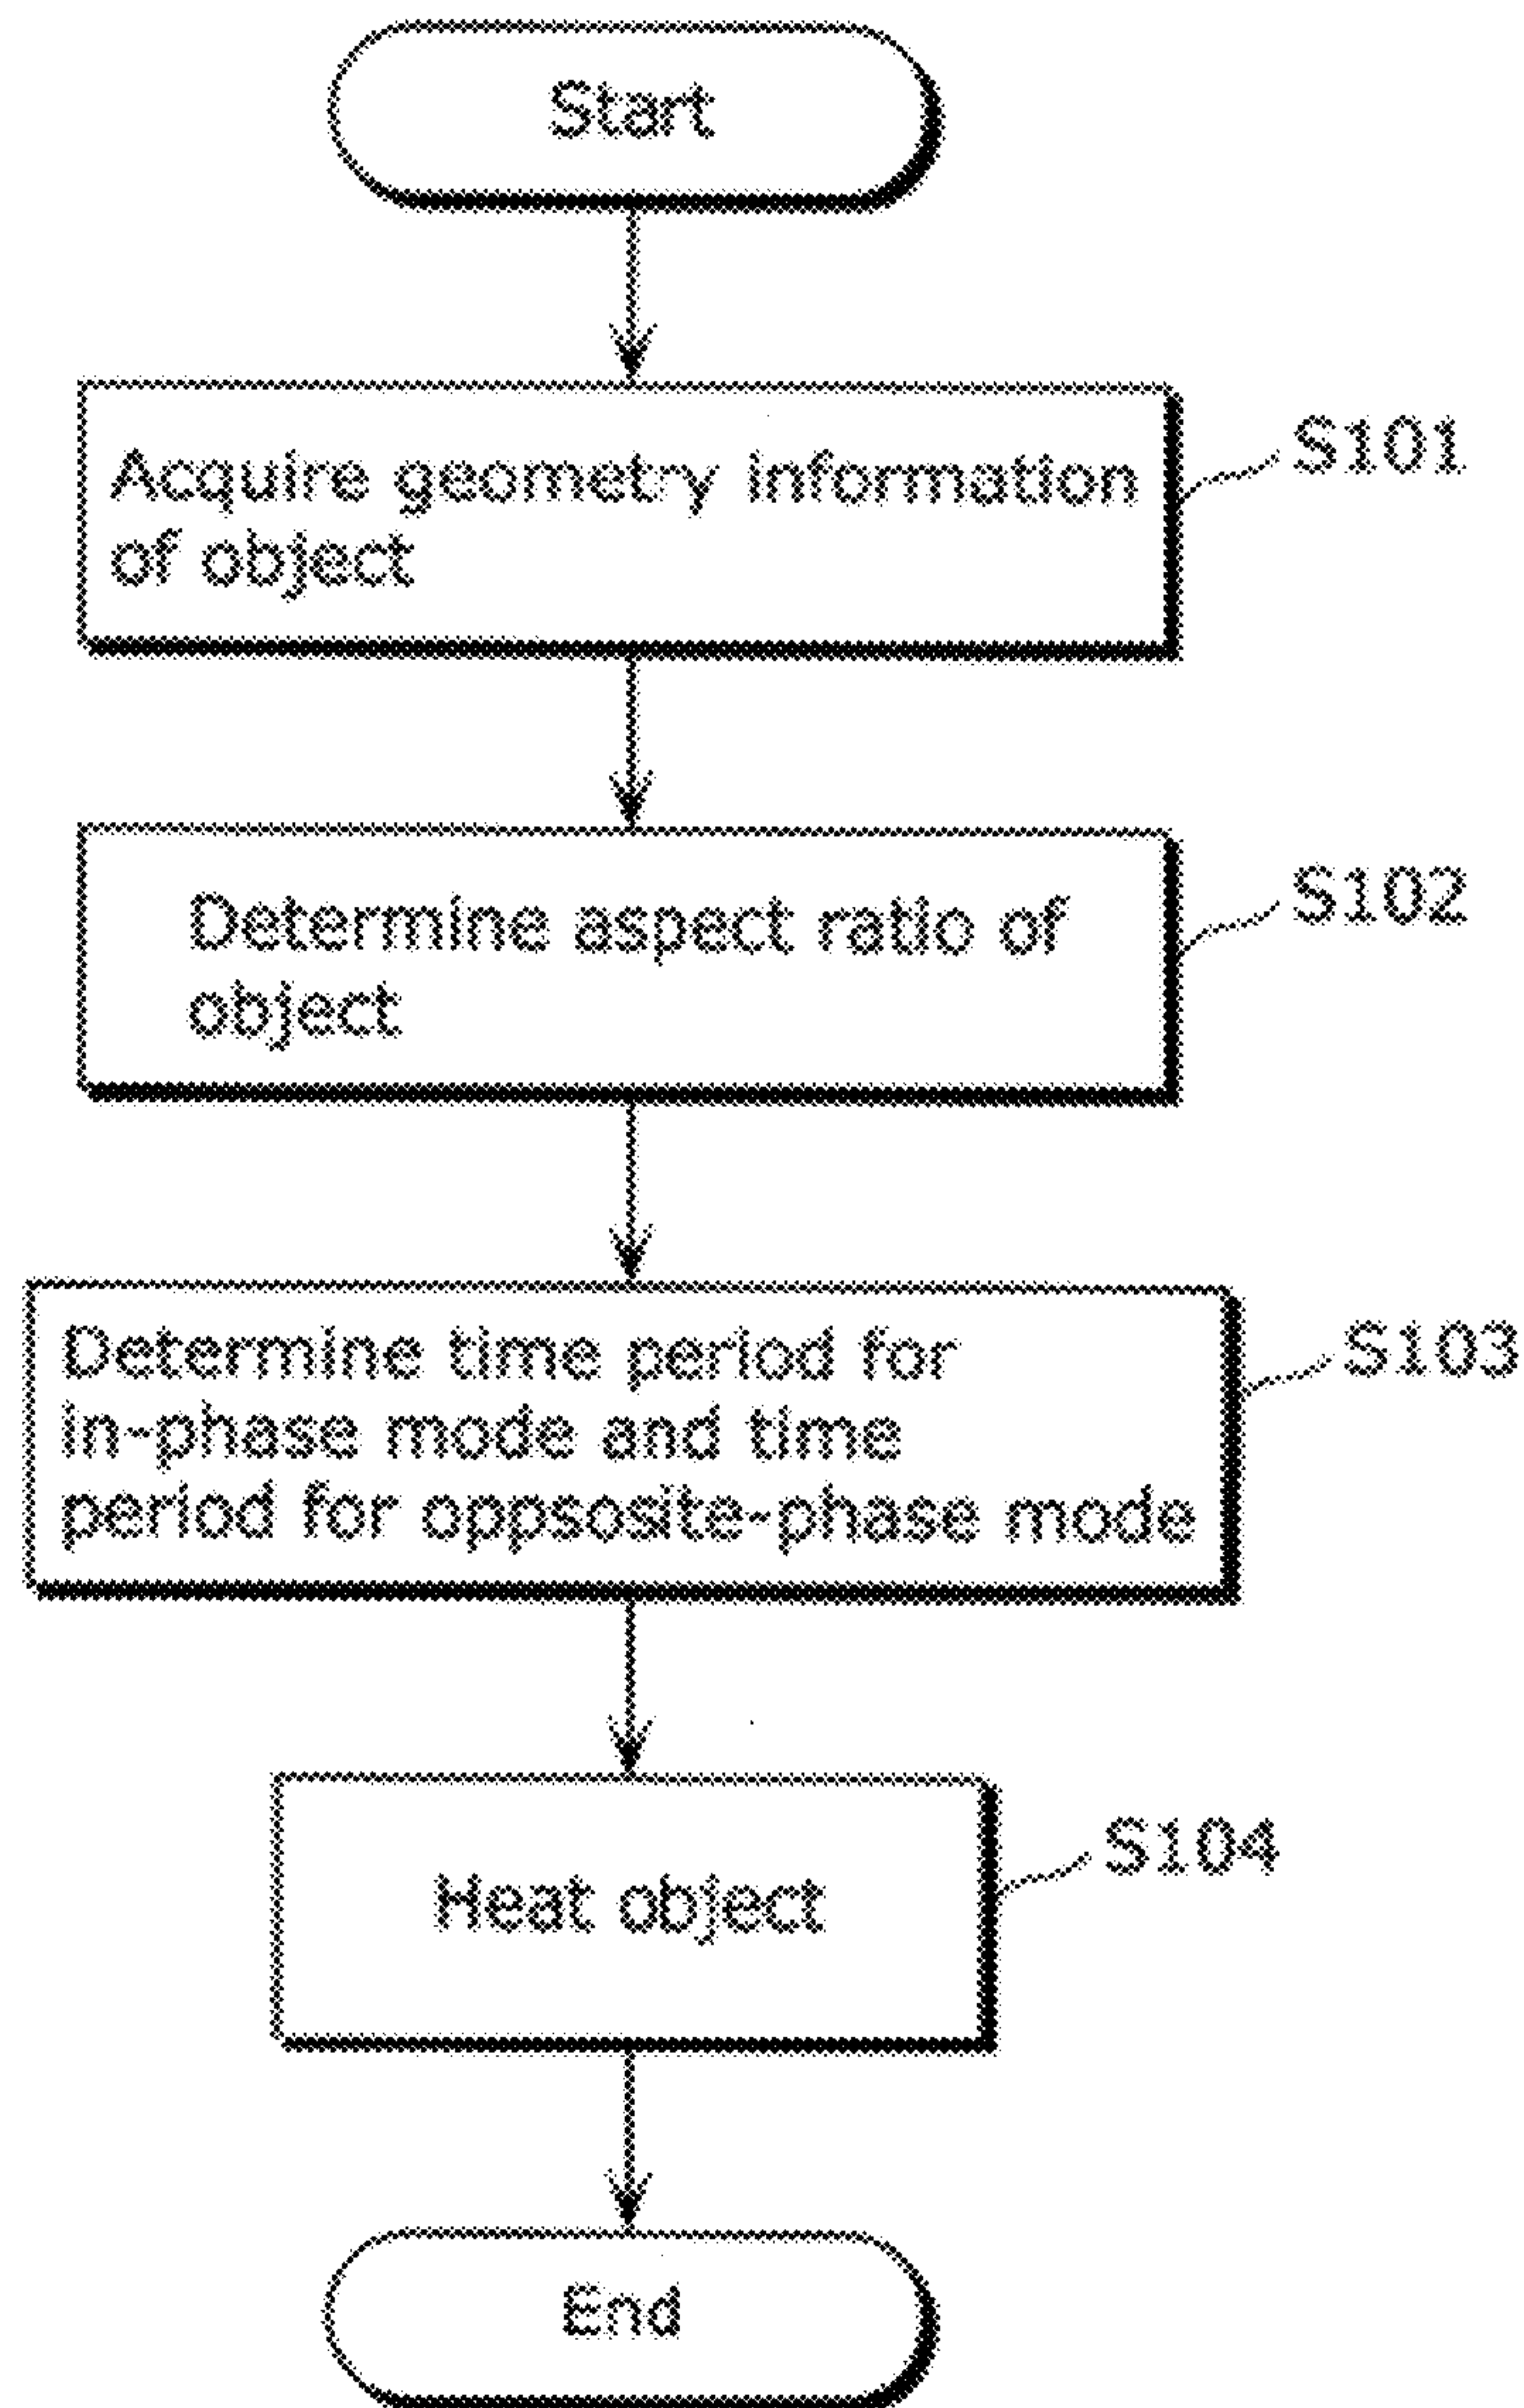 Start
Acquire geometry information
of object
S101
Determine aspect ratio of
object
S102
Determine time period for
in-phase mode and time
period for oppsosite-phase mode
S103
Heat object
S104
End